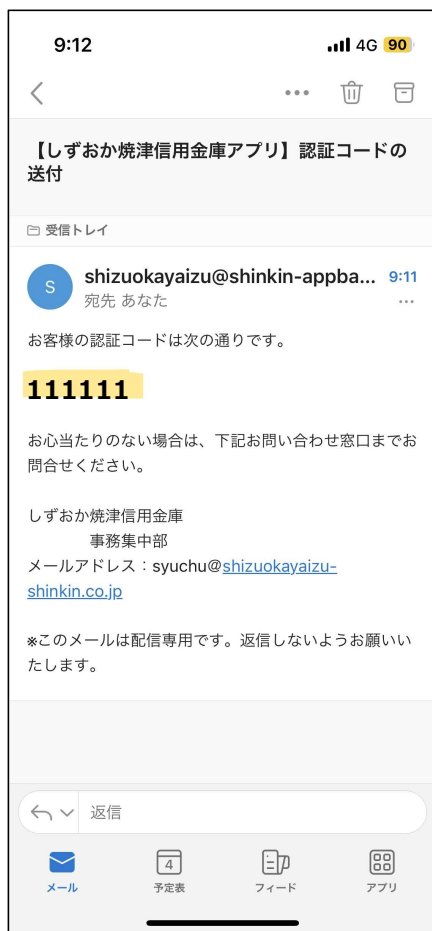 9:12
4G 90
【しずおか焼津信用金庫アプリ】認証コードの
送付
受信トレイ
S
shizuokayaizu@shinkin-appba... 9:11
宛先 あなた
お客様の認証コードは次の通りです。
111111
お心当たりのない場合は、下記お問い合わせ窓口までお
問合せください。
しずおか焼津信用金庫
事務集中部
メールアドレス：syuchu@shizuokayaizu-
shinkin.co.jp
※このメールは配信専用です。返信しないようお願いい
たします。
返信
4
メール 予定表 フィード アプリ